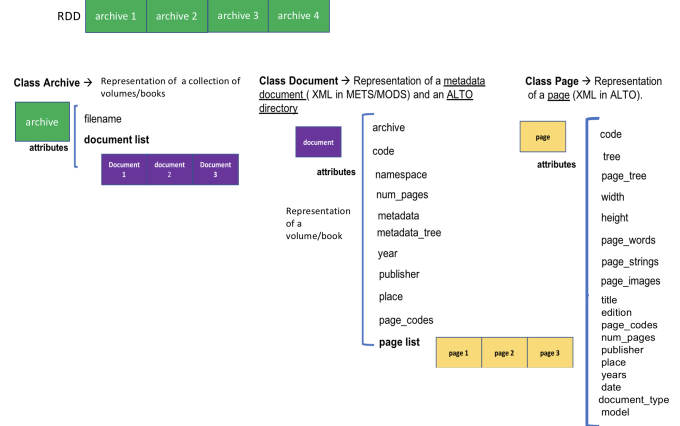 RDD archive 1 archive 2 archive 3 archive 4
Class Archive → Representation of a collection of
volumes/books
archive
attributes
filename
document list
Document 1 document 2 Document 3
Class Document → Representation of a metadata
document ( XML in METS/MODS) and an ALTO
directory
document
attributes
Representation
of a
volume/book
archive
code
namespace
num_pages
metadata
metadata_tree
year
publisher
place
page_codes
page list
page 1 page 2 page 3
Class Page → Representation
of a page (XML in ALTO).
page
attributes
code
tree
page_tree
width
height
page_words
page_strings
page_images
title
edition
page_codes
num_pages
publisher
place
years
date
document_type
model